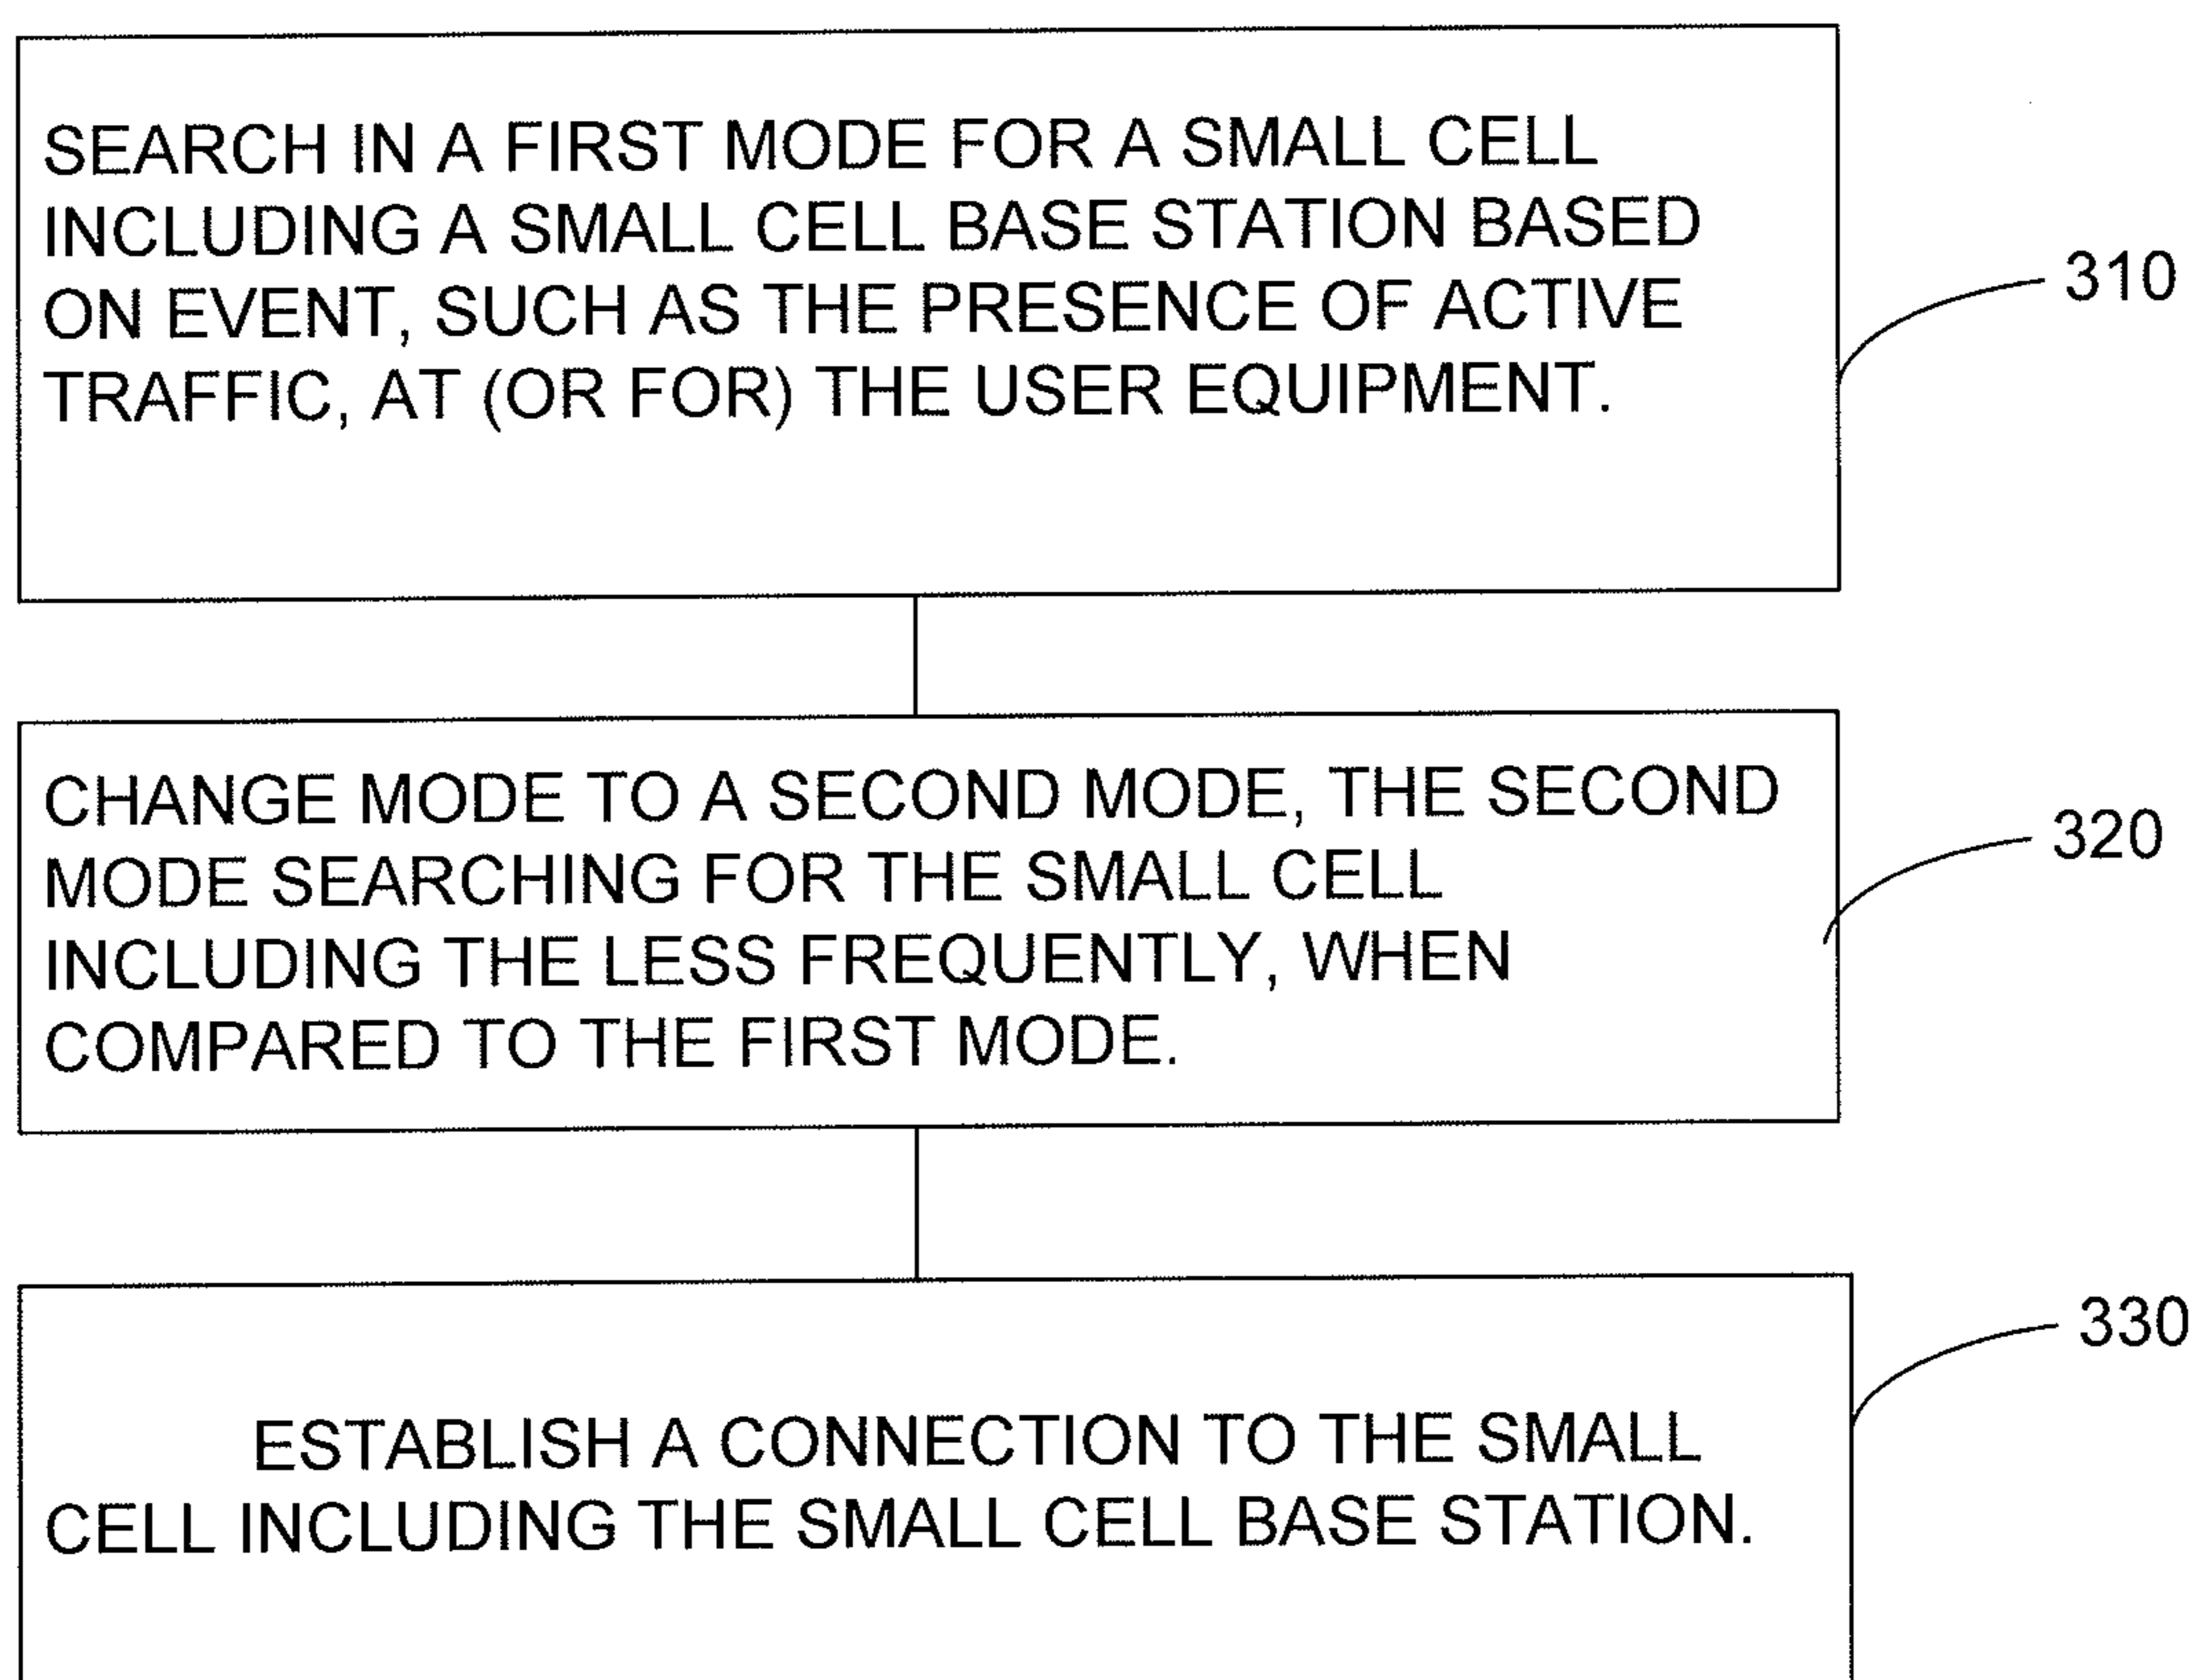 SEARCH IN A FIRST MODE FOR A SMALL CELL
INCLUDING A SMALL CELL BASE STATION BASED
ON EVENT, SUCH AS THE PRESENCE OF ACTIVE
TRAFFIC, AT (OR FOR) THE USER EQUIPMENT.
310
CHANGE MODE TO A SECOND MODE, THE SECOND
MODE SEARCHING FOR THE SMALL CELL
INCLUDING THE LESS FREQUENTLY, WHEN
COMPARED TO THE FIRST MODE.
320
ESTABLISH A CONNECTION TO THE SMALL
CELL INCLUDING THE SMALL CELL BASE STATION.
330